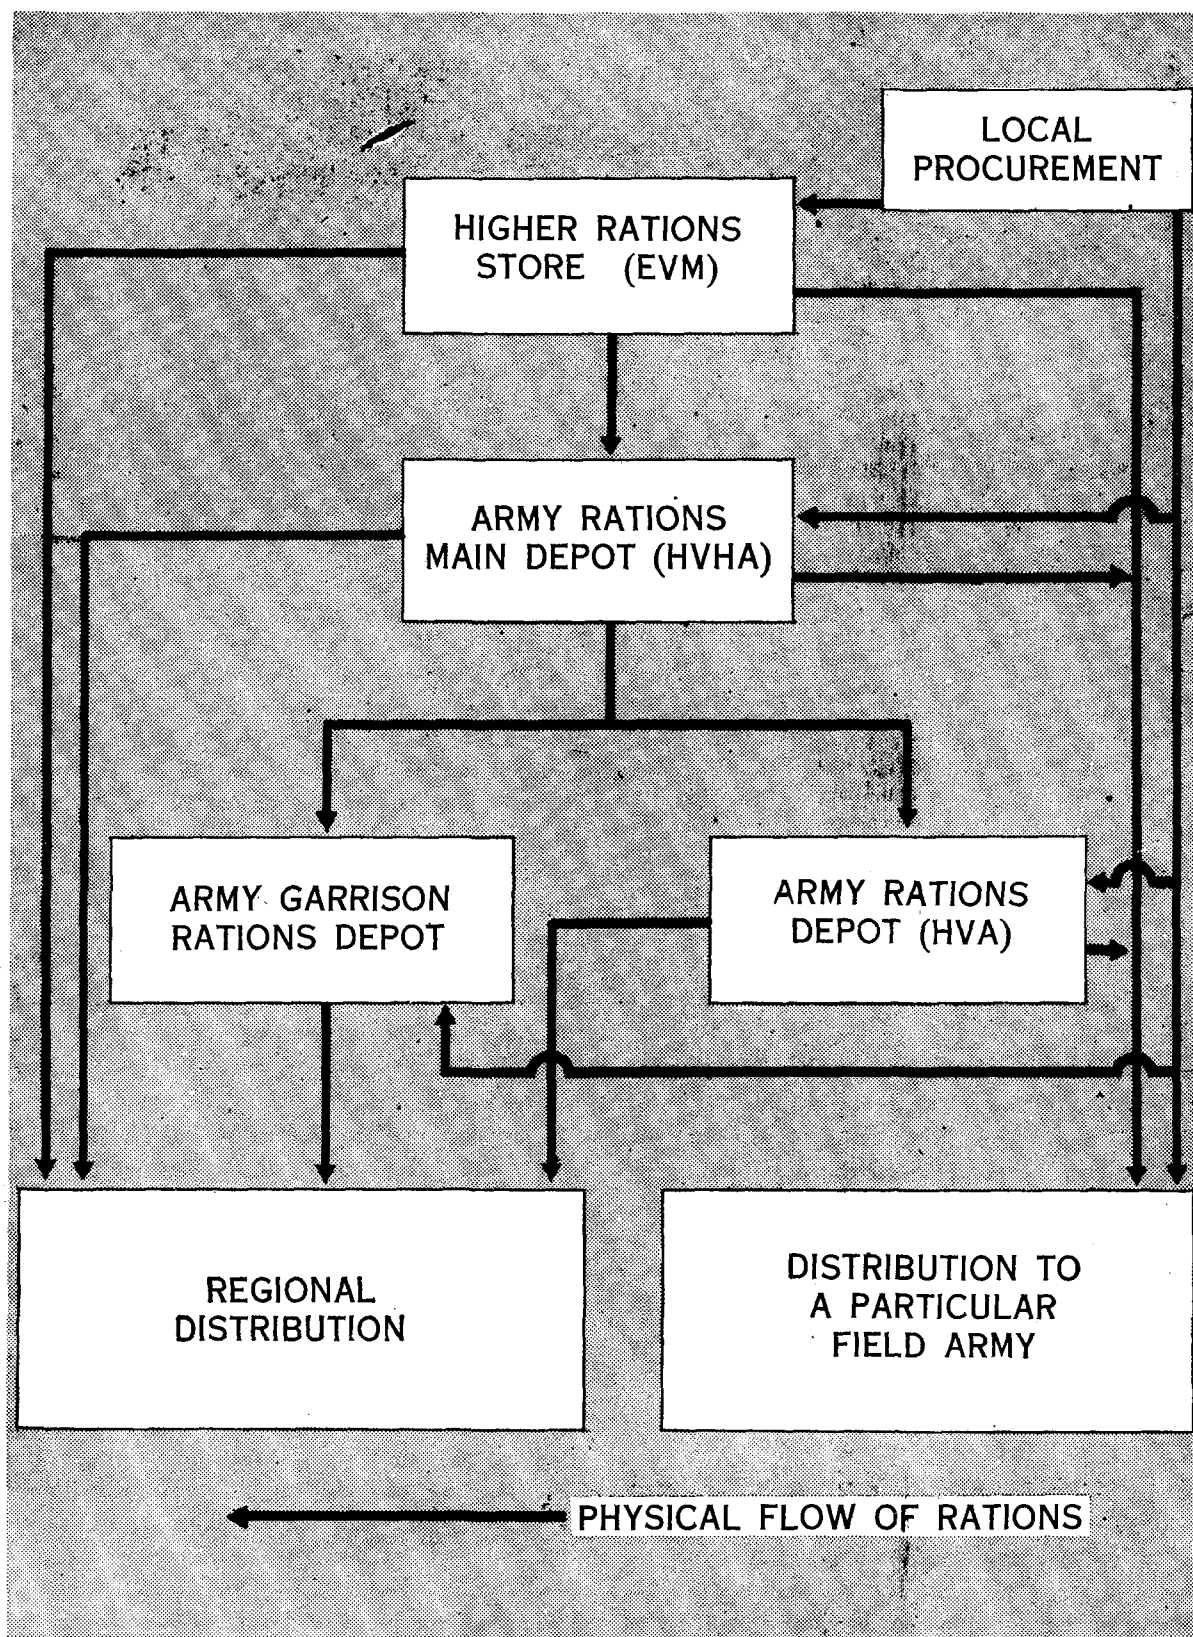 LOCAL
PROCUREMENT
HIGHER RATIONS
STORE (EVM)
ARMY RATIONS
MAIN DEPOT (HVHA)
ARMY GARRISON
RATIONS DEPOT
ARMY RATIONS
DEPOT (HVA)
REGIONAL
DISTRIBUTION
DISTRIBUTION TO
A PARTICULAR
FIELD ARMY
PHYSICAL FLOW OF RATIONS